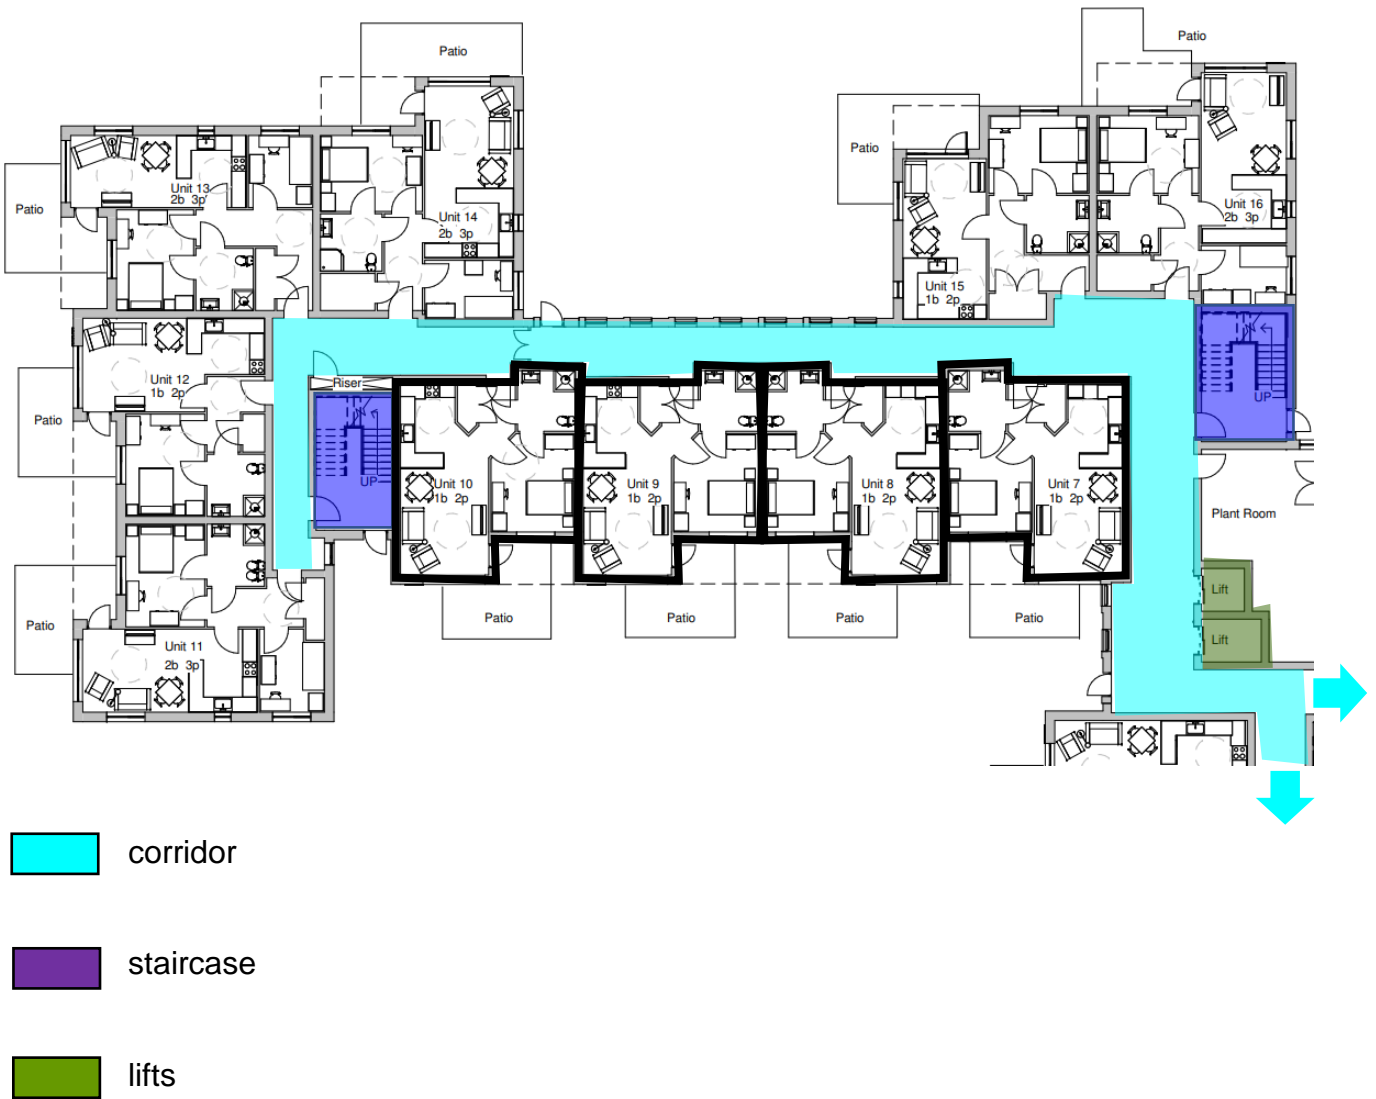 Patio
Patio
Patio
Patio
Unit 13
2b 3p
Unit 14
2b 3p
Unit 16
2b 3p
Unit 15
1b 2p
Unit 12
1b 2p
Riser
UP
UP
Patio
Unit 10
1b 2p
Unit 9
1b 2p
Unit 8
1b 2p
Unit 7
1b 2p
Plant Room
Lift
Lift
Patio
Patio
Patio
Patio
Patio
Unit 11
2b 3p
corridor
staircase
lifts